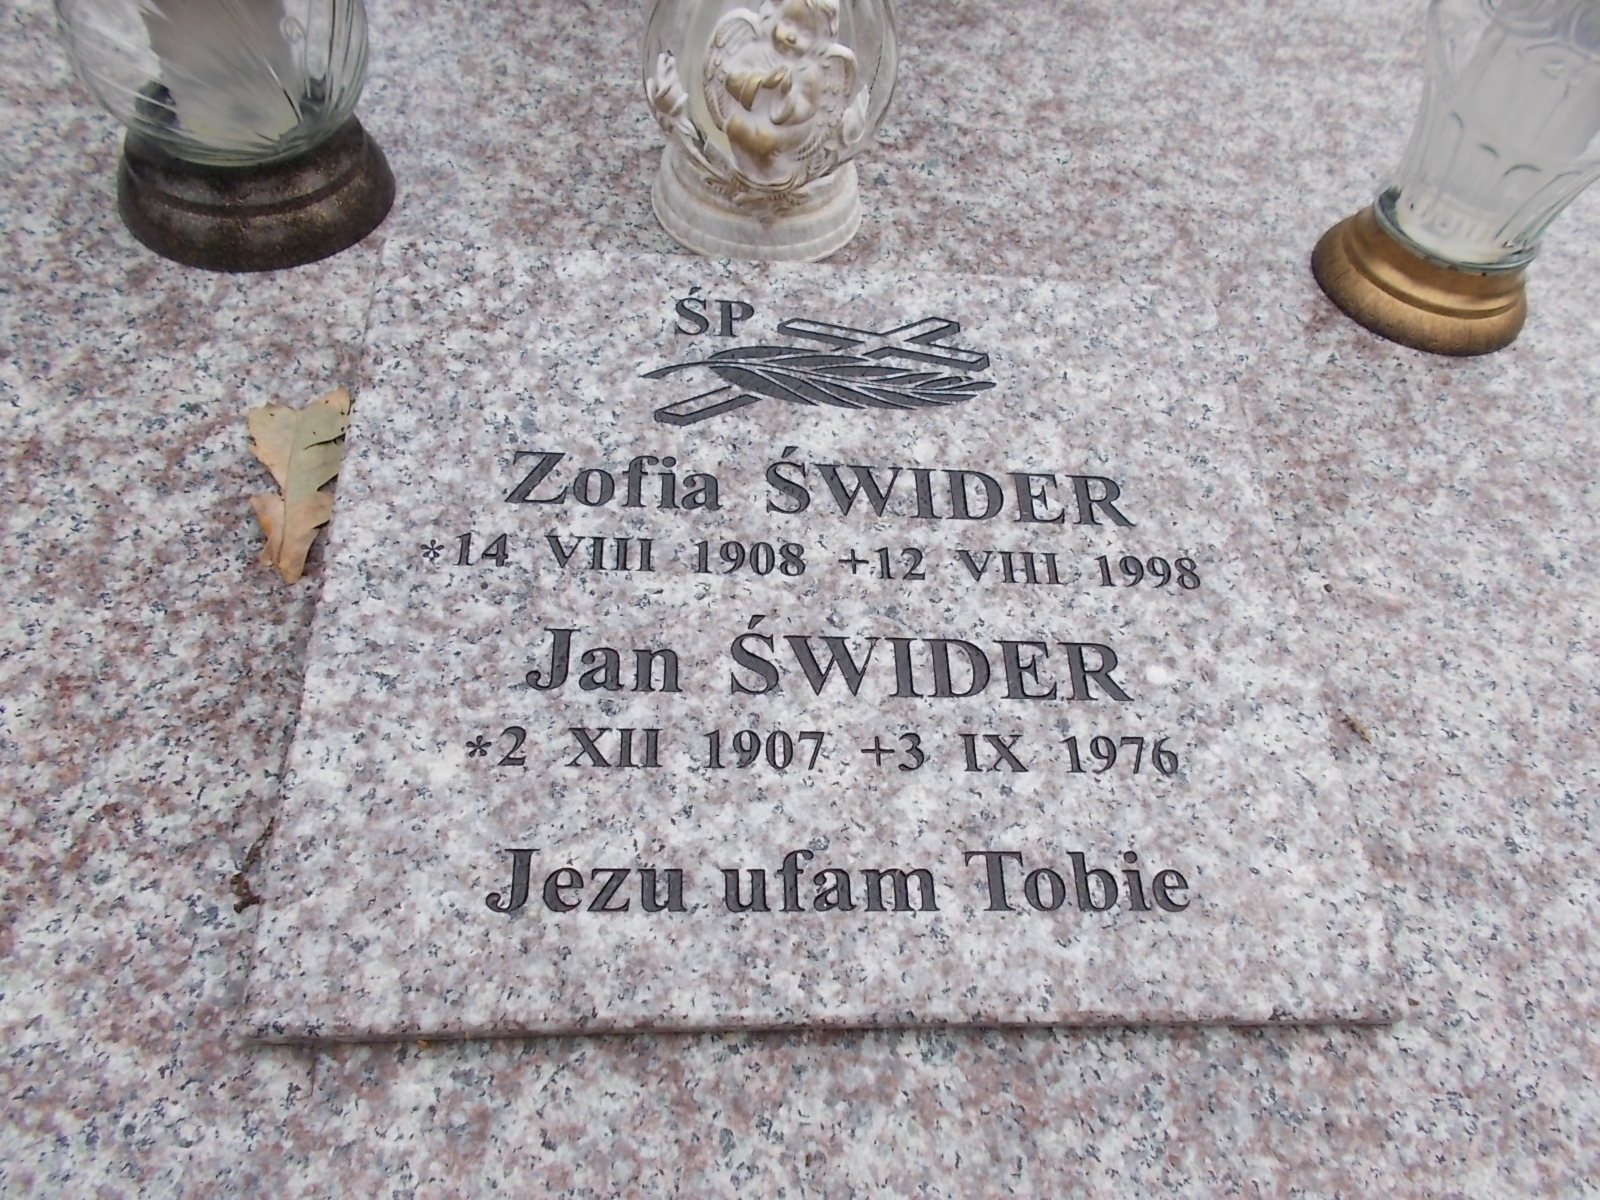 ŚP
Zofia ŚWIDER
*14 VIII 1908 +12 VIII 1998
Jan ŚWIDER
*2 XII 1907 +3 IX 1976
Jezu ufam Tobie